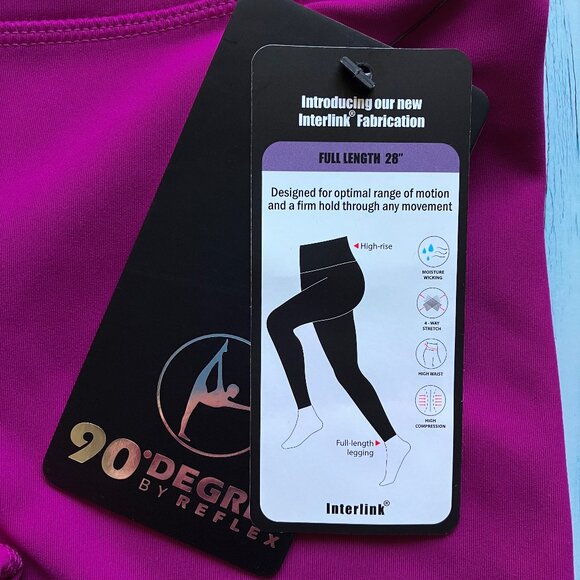 Introducing our new
Interlink® Fabrication
FULL LENGTH 28"
Designed for optimal range of motion
and a firm hold through any movement
High-rise
MOISTURE
WICKING
4 - WAY
STRETCH
HIGH WAIST
HIGH
COMPRESSION
Full-length
legging
Interlink®
90°DEGRE
BY REFLEX